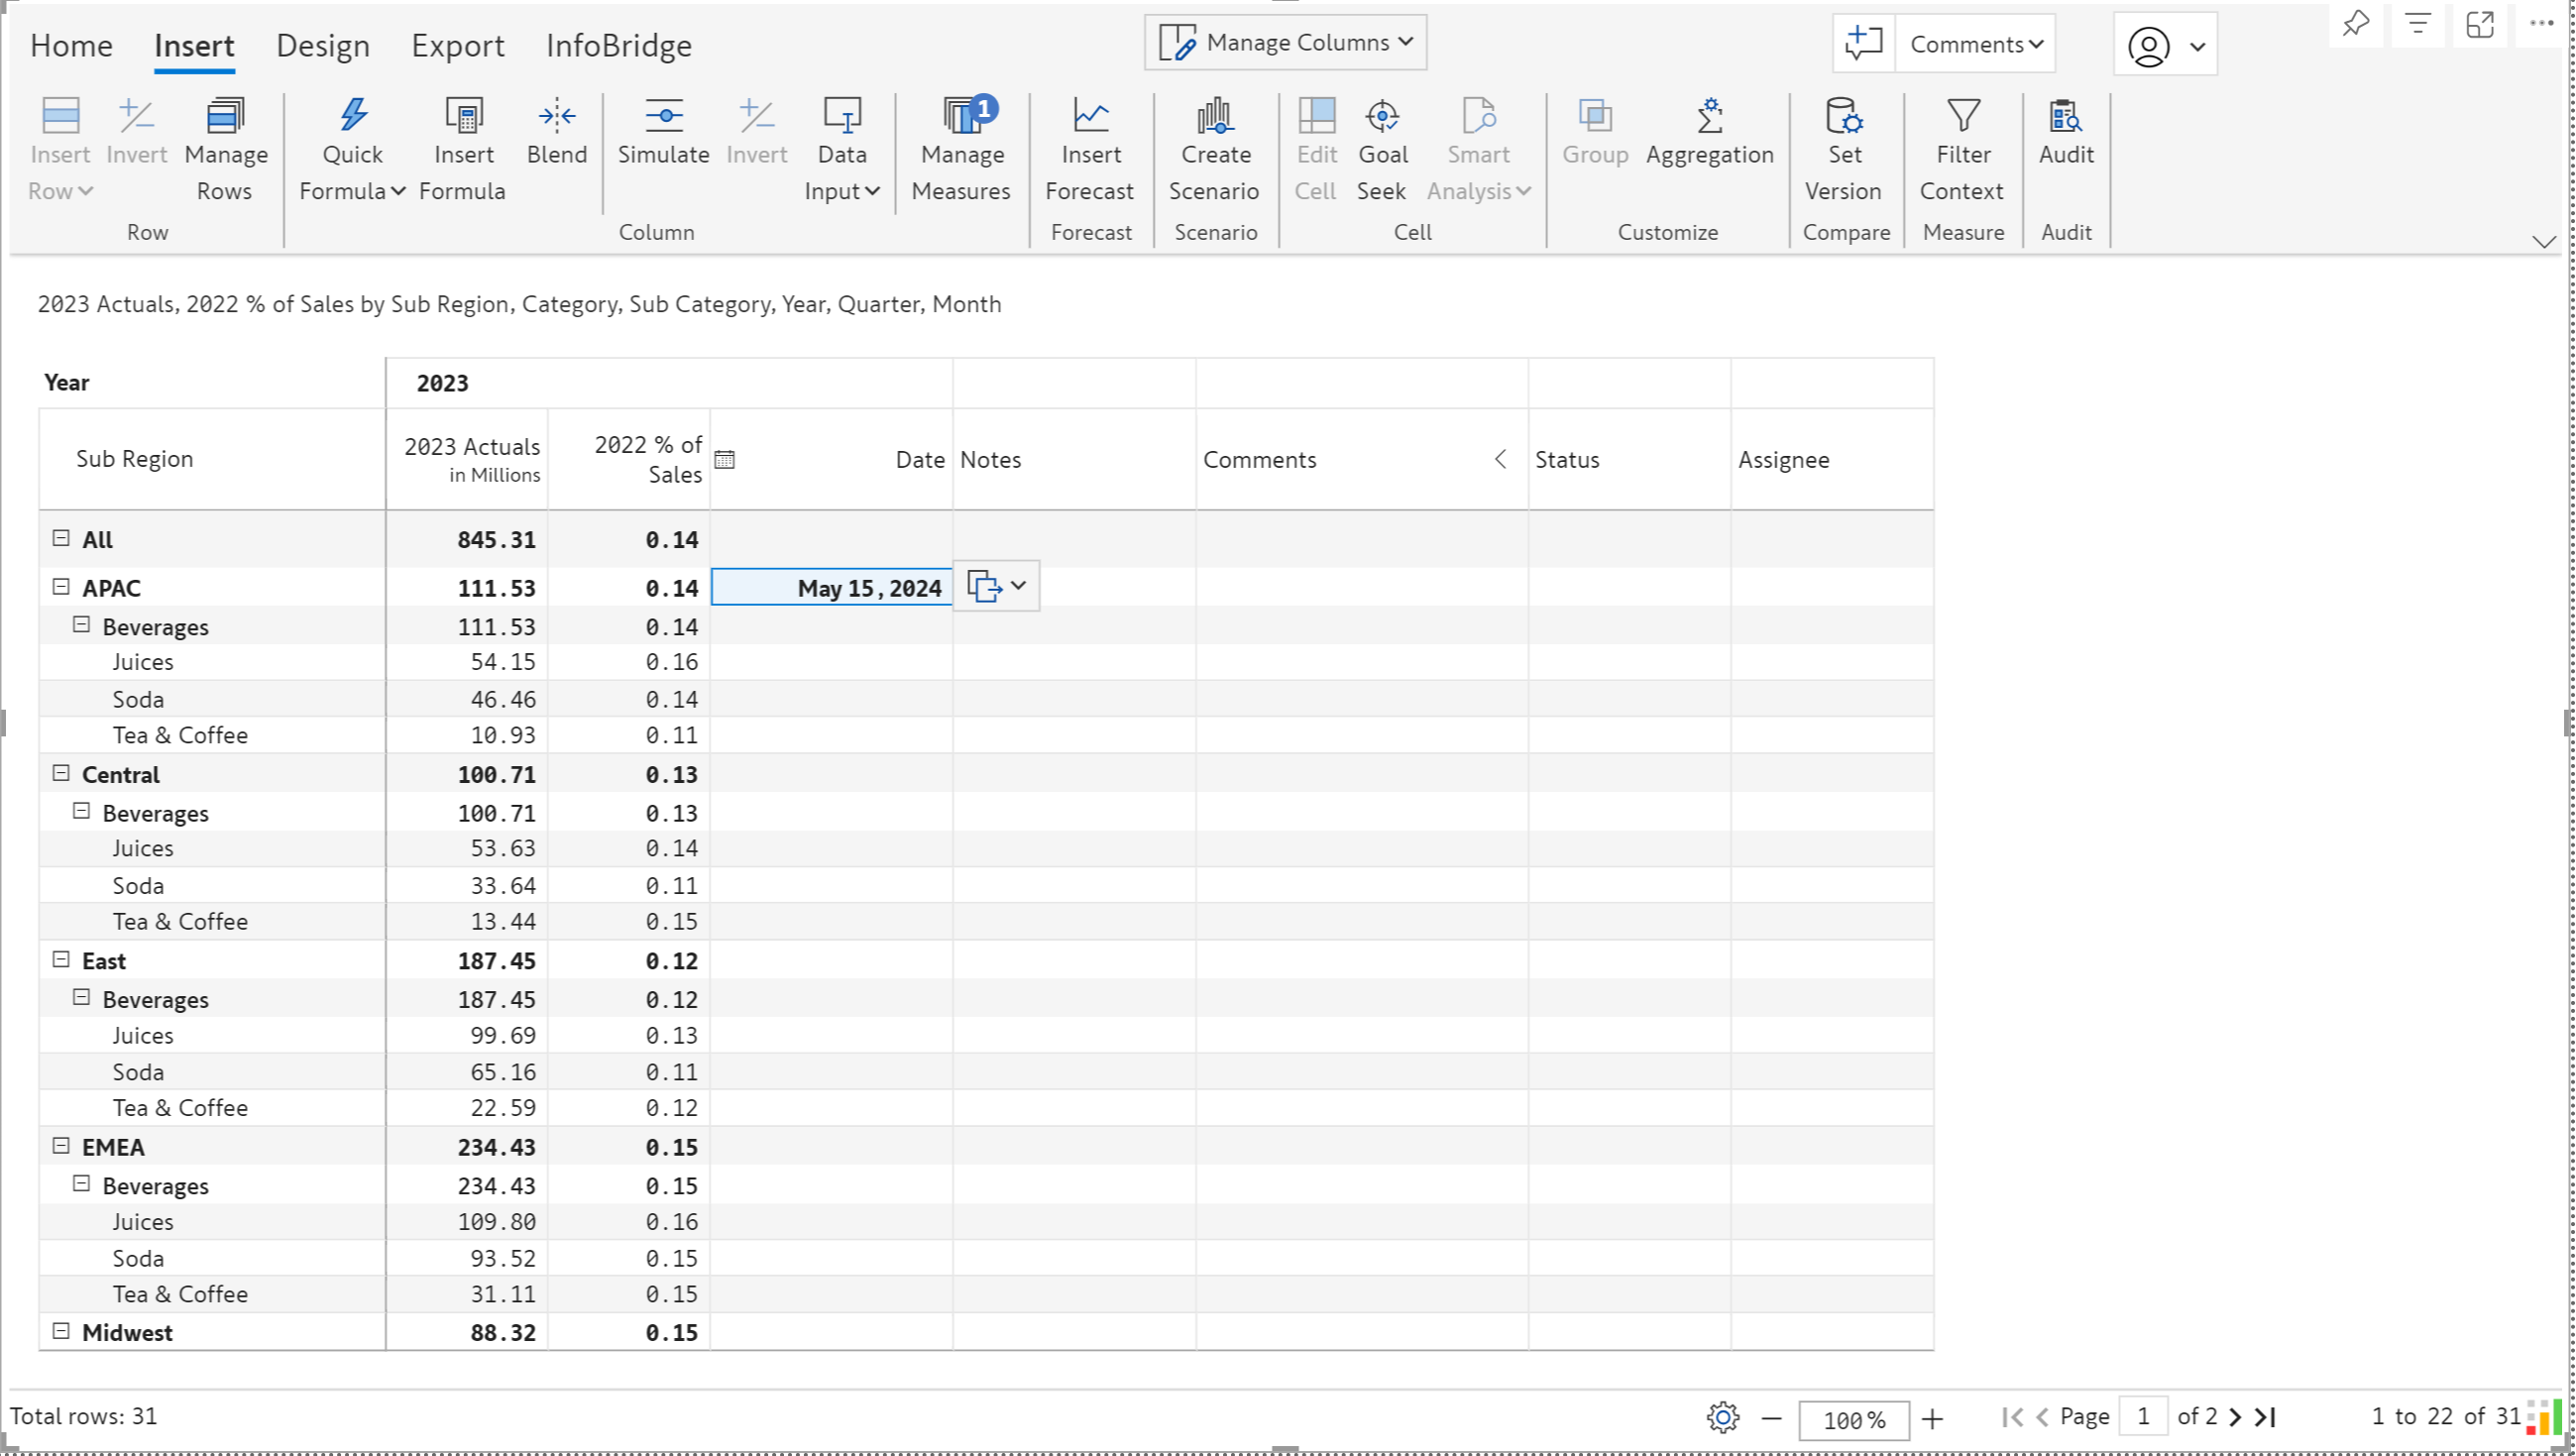 Home Insert Design Export InfoBridge Manage Columns Comments
Insert Row Invert Manage Rows Quick Formula Insert Formula Blend Simulate Invert Data Input Manage Measures 1 Insert Forecast Create Scenario Edit Cell Goal Seek Smart Analysis Group Aggregation Set Version Filter Context Audit
Row Column Forecast Scenario Cell Customize Compare Measure Audit
2023 Actuals, 2022 % of Sales by Sub Region, Category, Sub Category, Year, Quarter, Month
Year 2023
Sub Region 2023 Actuals in Millions 2022 % of Sales Date Notes Comments Status Assignee
All 845.31 0.14
APAC 111.53 0.14 May 15, 2024
Beverages 111.53 0.14
Juices 54.15 0.16
Soda 46.46 0.14
Tea & Coffee 10.93 0.11
Central 100.71 0.13
Beverages 100.71 0.13
Juices 53.63 0.14
Soda 33.64 0.11
Tea & Coffee 13.44 0.15
East 187.45 0.12
Beverages 187.45 0.12
Juices 99.69 0.13
Soda 65.16 0.11
Tea & Coffee 22.59 0.12
EMEA 234.43 0.15
Beverages 234.43 0.15
Juices 109.80 0.16
Soda 93.52 0.15
Tea & Coffee 31.11 0.15
Midwest 88.32 0.15
Total rows: 31 100% Page 1 of 2 1 to 22 of 31